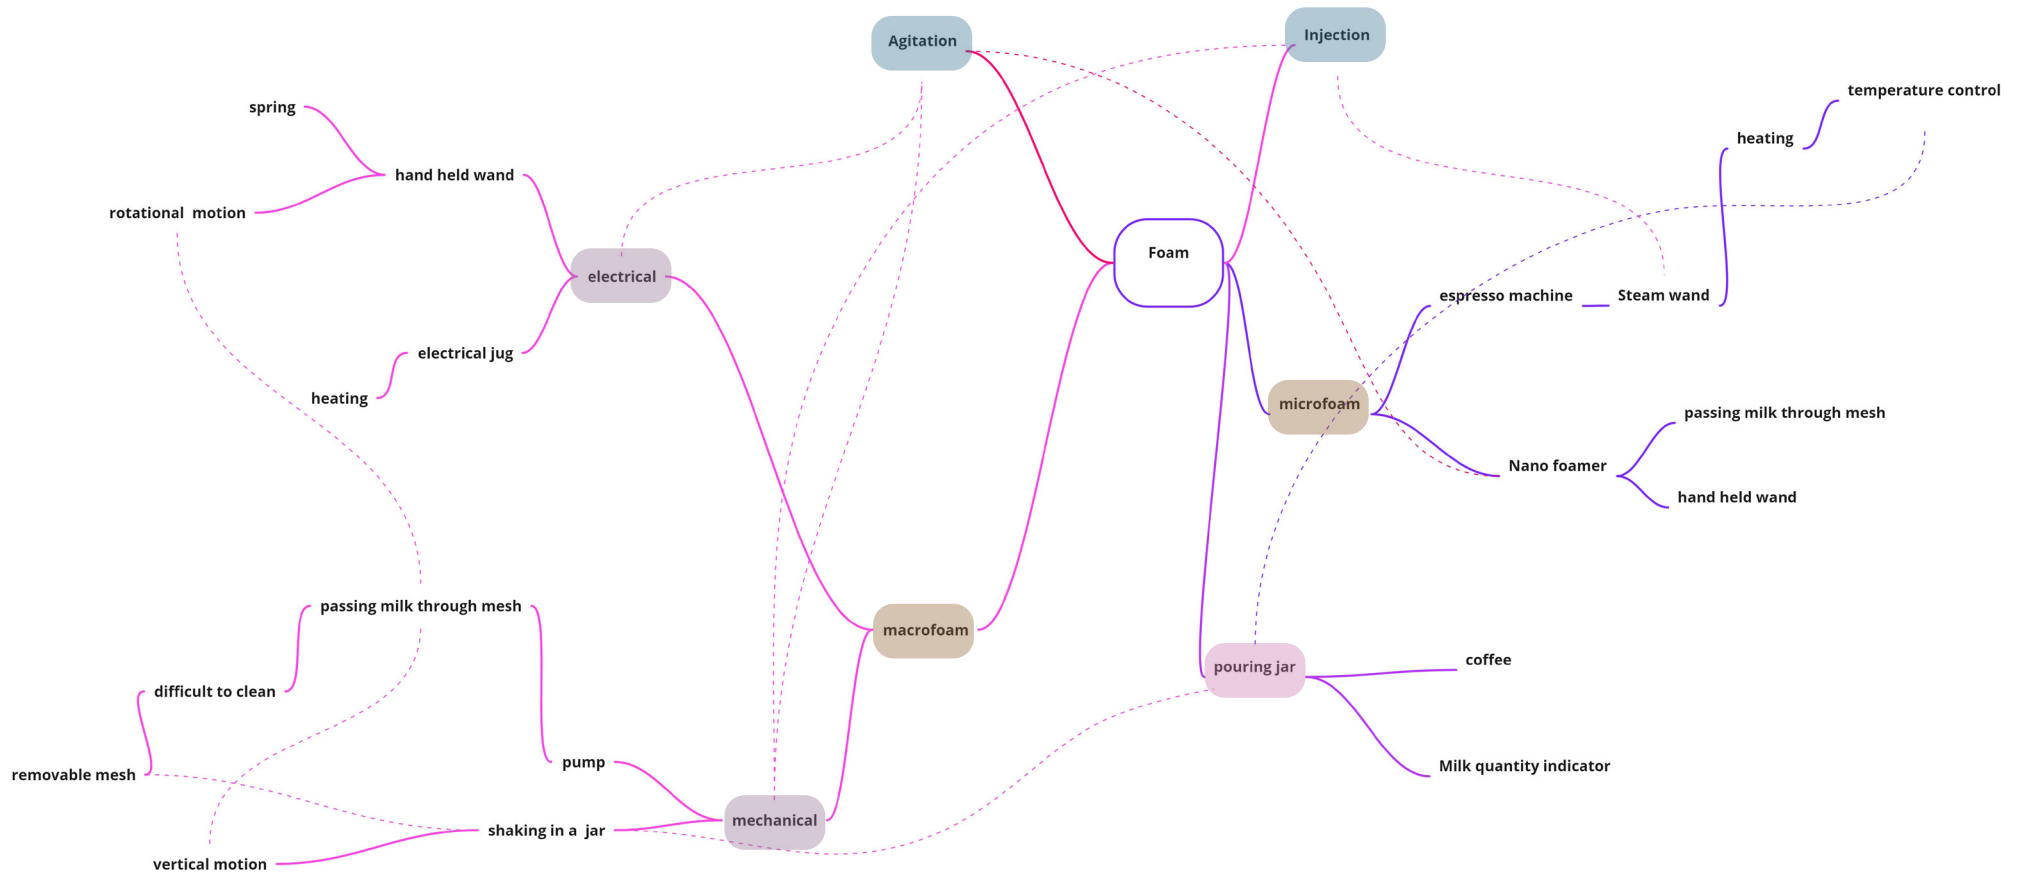 Agitation
Injection
temperature control
spring
heating
hand held wand
rotational  motion
Foam
electrical
espresso machine
Steam wand
electrical jug
heating
microfoam
passing milk through mesh
Nano foamer
hand held wand
passing milk through mesh
macrofoam
pouring jar
coffee
difficult to clean
pump
Milk quantity indicator
removable mesh
mechanical
shaking in a  jar
vertical motion